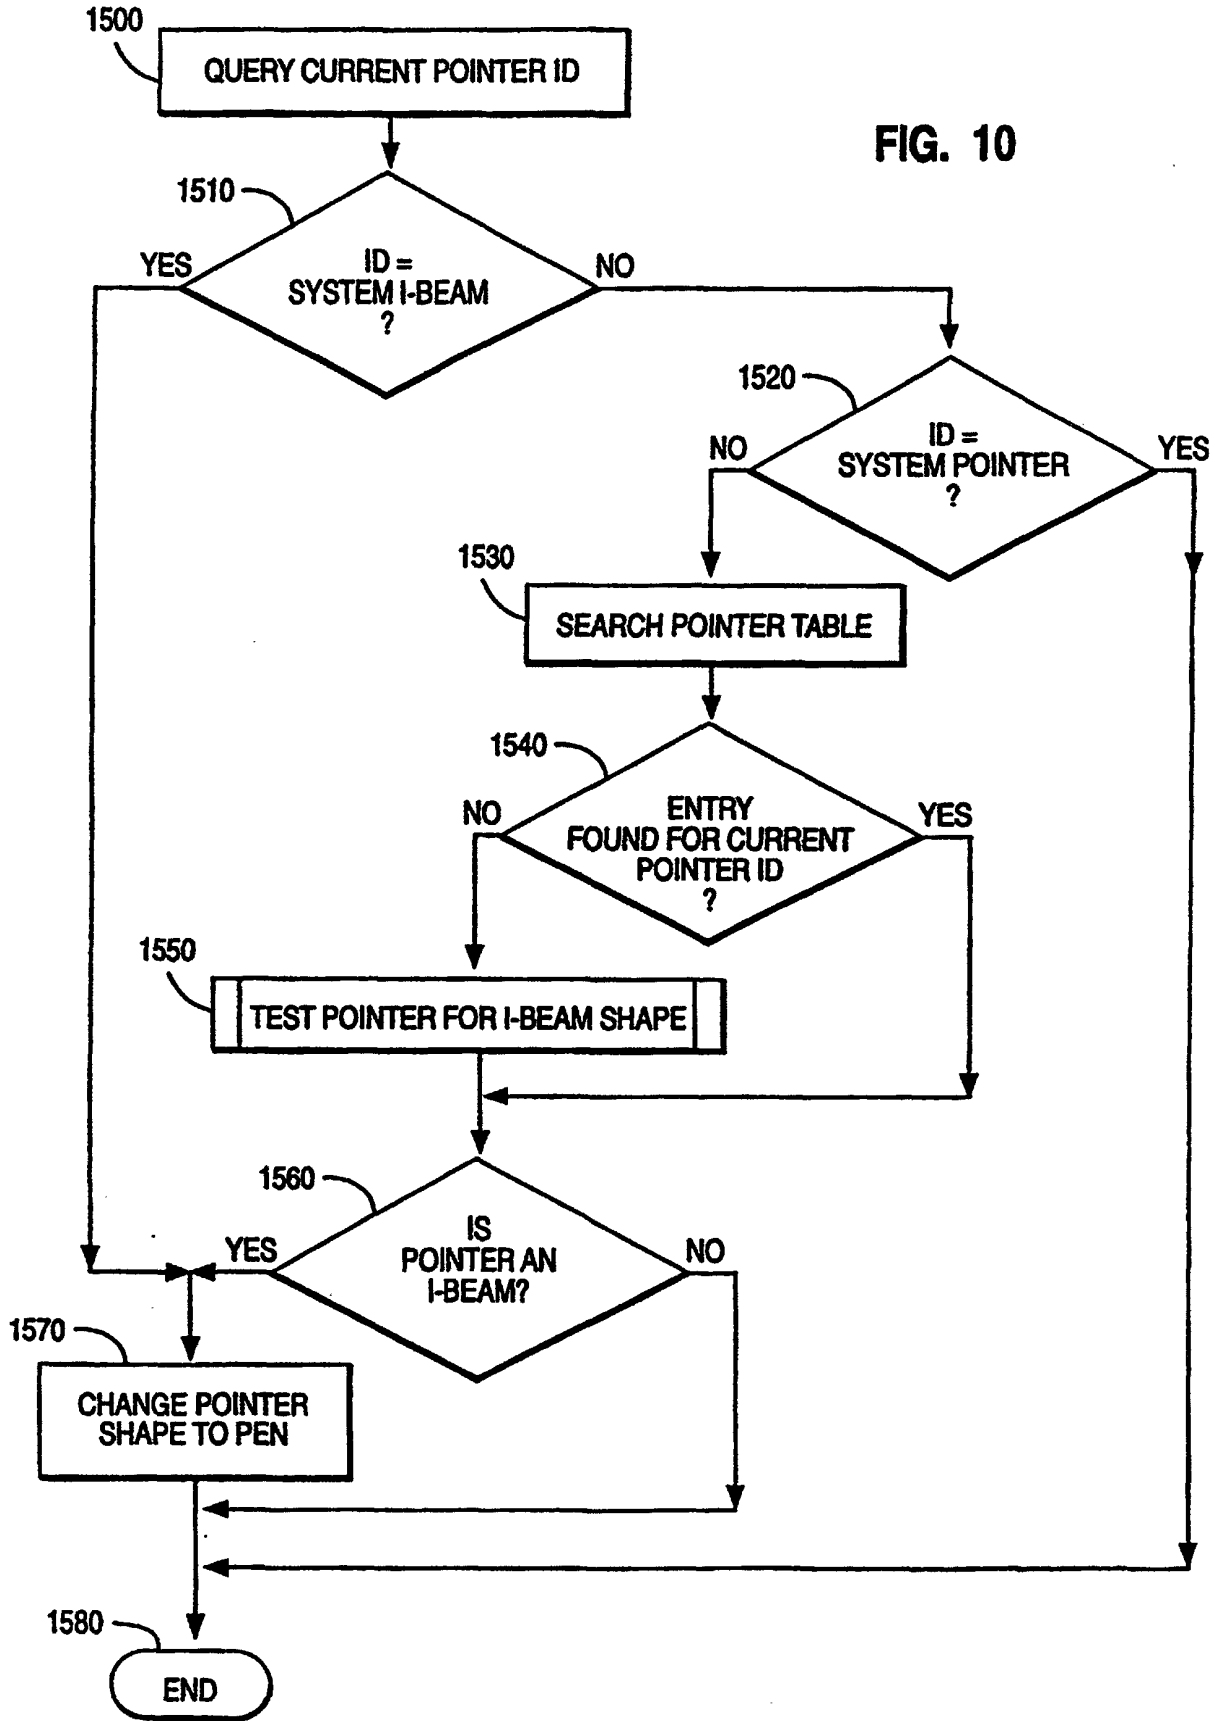 1500
QUERY CURRENT POINTER ID
FIG. 10
1510
YES
ID =
SYSTEM I-BEAM
?
NO
1520
NO
ID =
SYSTEM POINTER
?
YES
1530
SEARCH POINTER TABLE
1540
NO
ENTRY
FOUND FOR CURRENT
POINTER ID
?
YES
1550
TEST POINTER FOR I-BEAM SHAPE
1560
YES
IS
POINTER AN
I-BEAM?
NO
1570
CHANGE POINTER
SHAPE TO PEN
1580
END